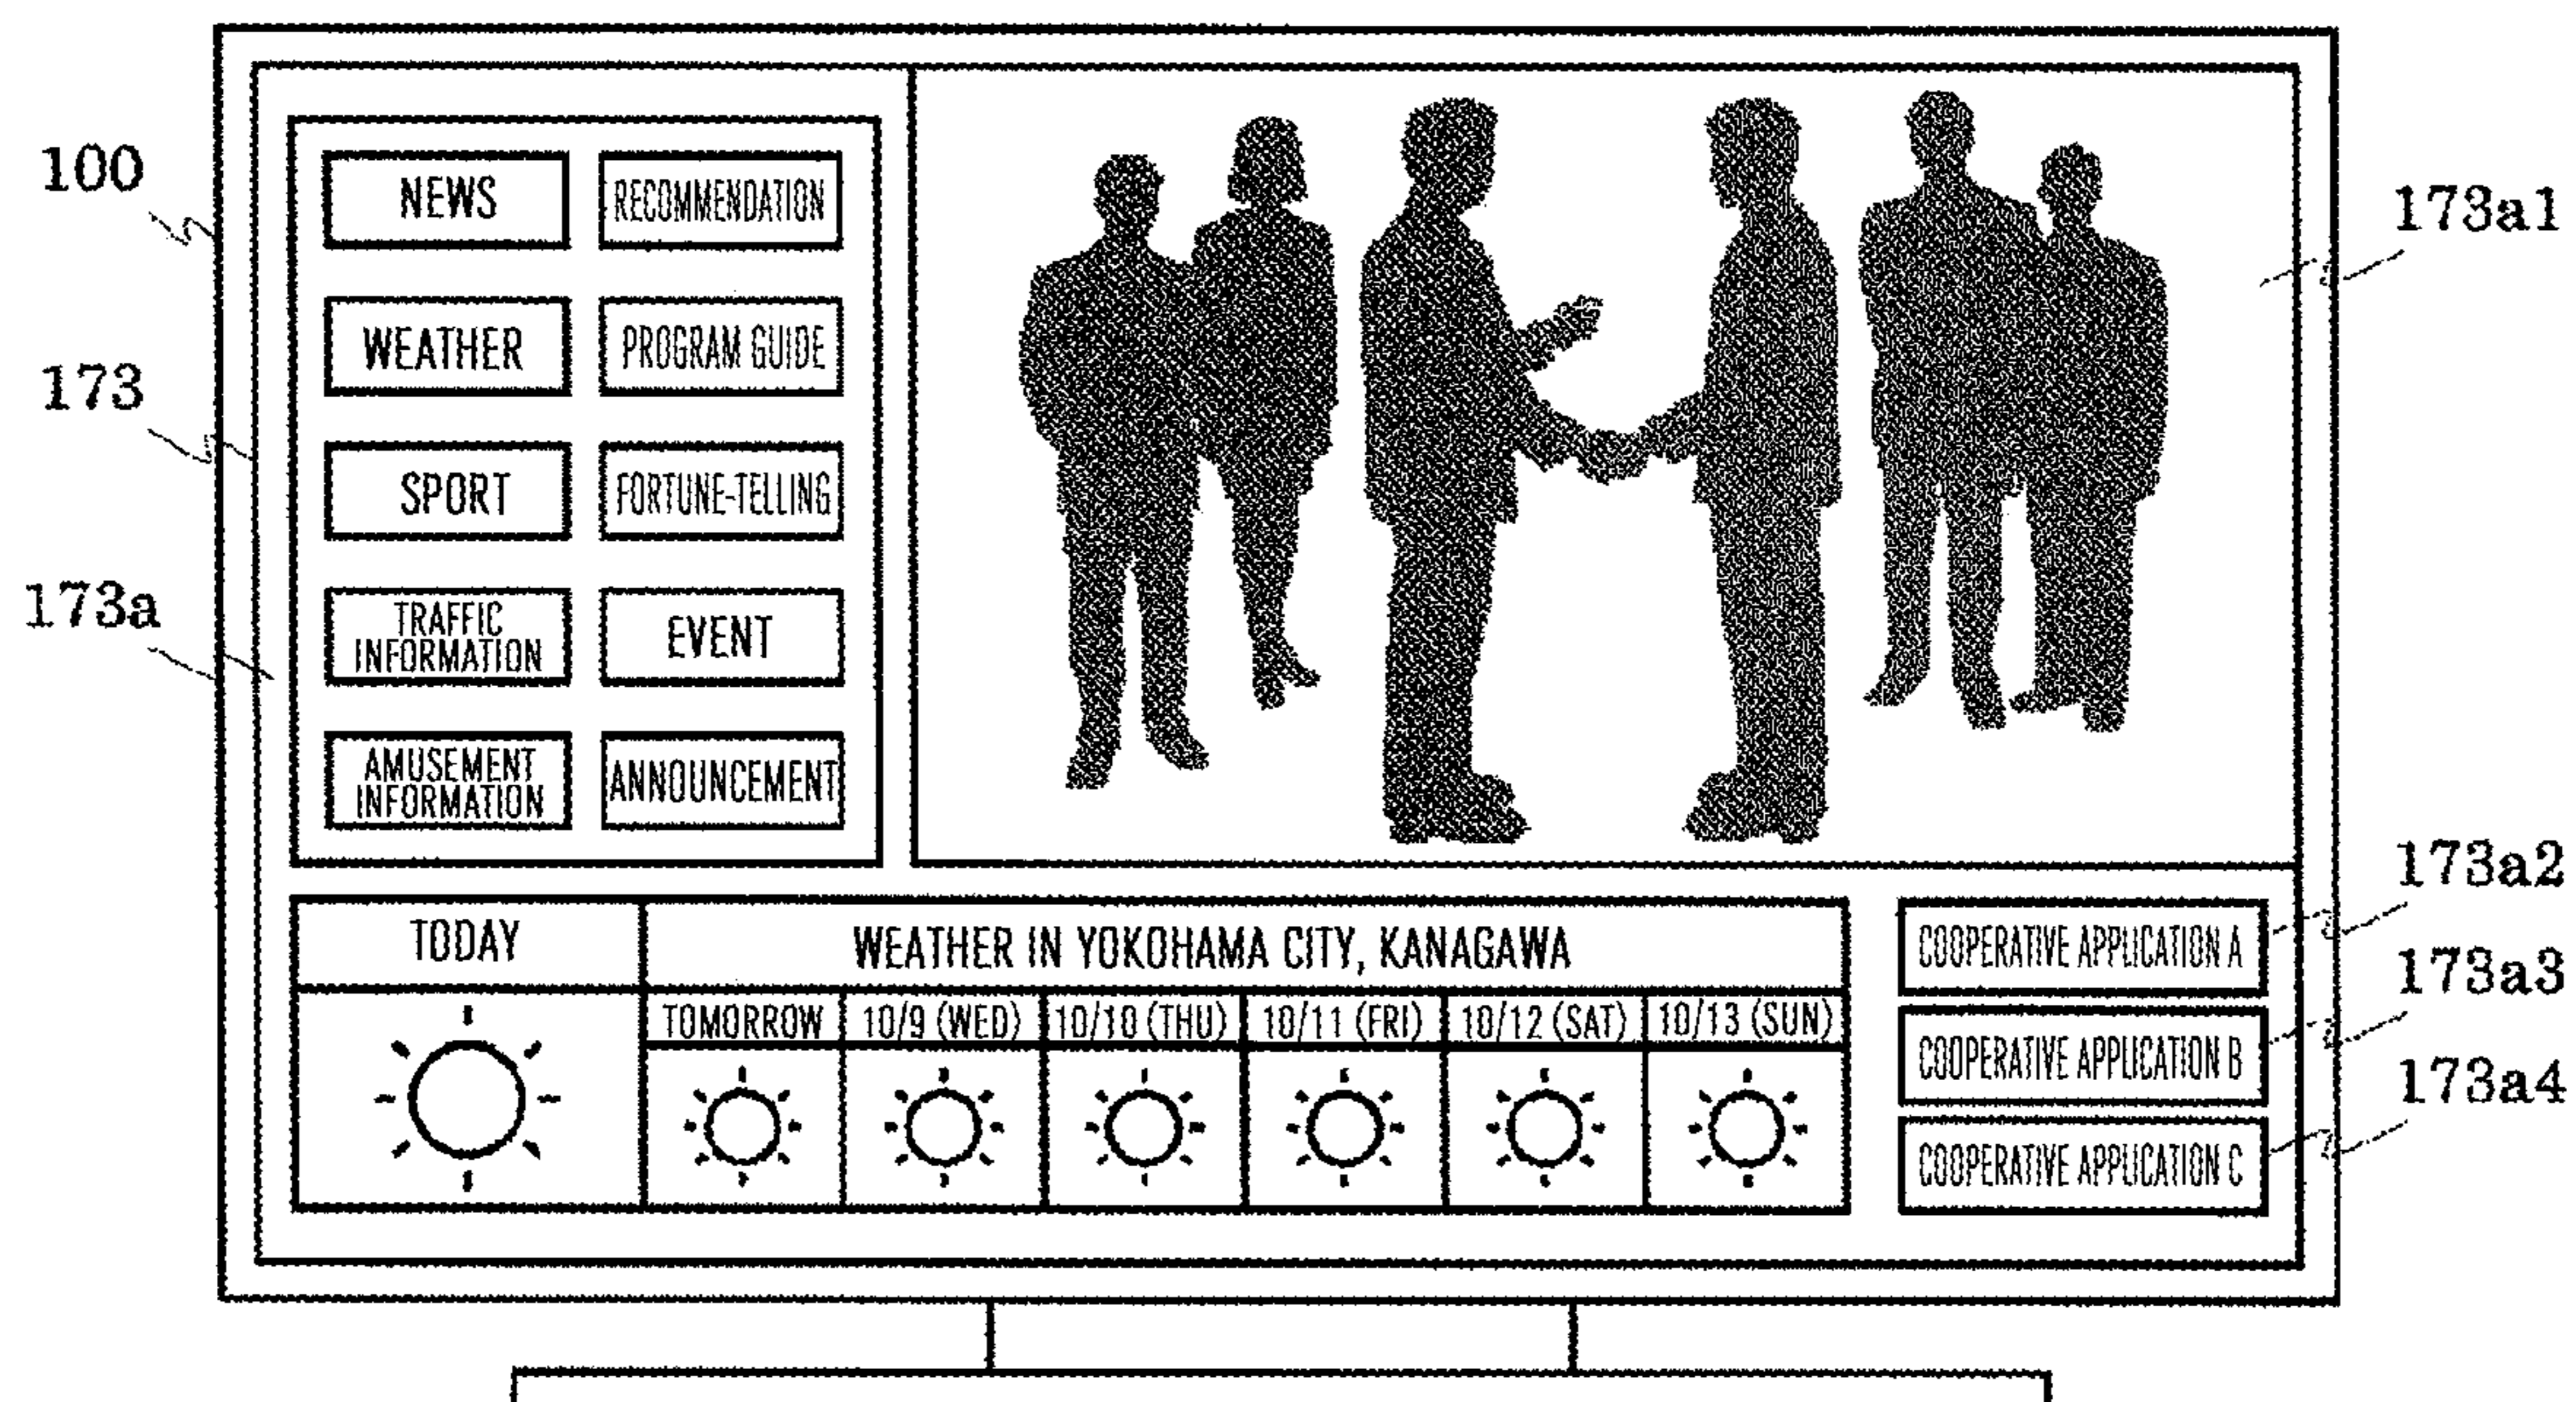 100
173
173a
NEWS
RECOMMENDATION
WEATHER
PROGRAM GUIDE
SPORT
FORTUNE-TELLING
TRAFFIC
INFORMATION
EVENT
AMUSEMENT
INFORMATION
ANNOUNCEMENT
173a1
TODAY
WEATHER IN YOKOHAMA CITY, KANAGAWA
TOMORROW
10/9 (WED)
10/10 (THU)
10/11 (FRI)
10/12 (SAT)
10/13 (SUN)
COOPERATIVE APPLICATION A
COOPERATIVE APPLICATION B
COOPERATIVE APPLICATION C
173a2
173a3
173a4